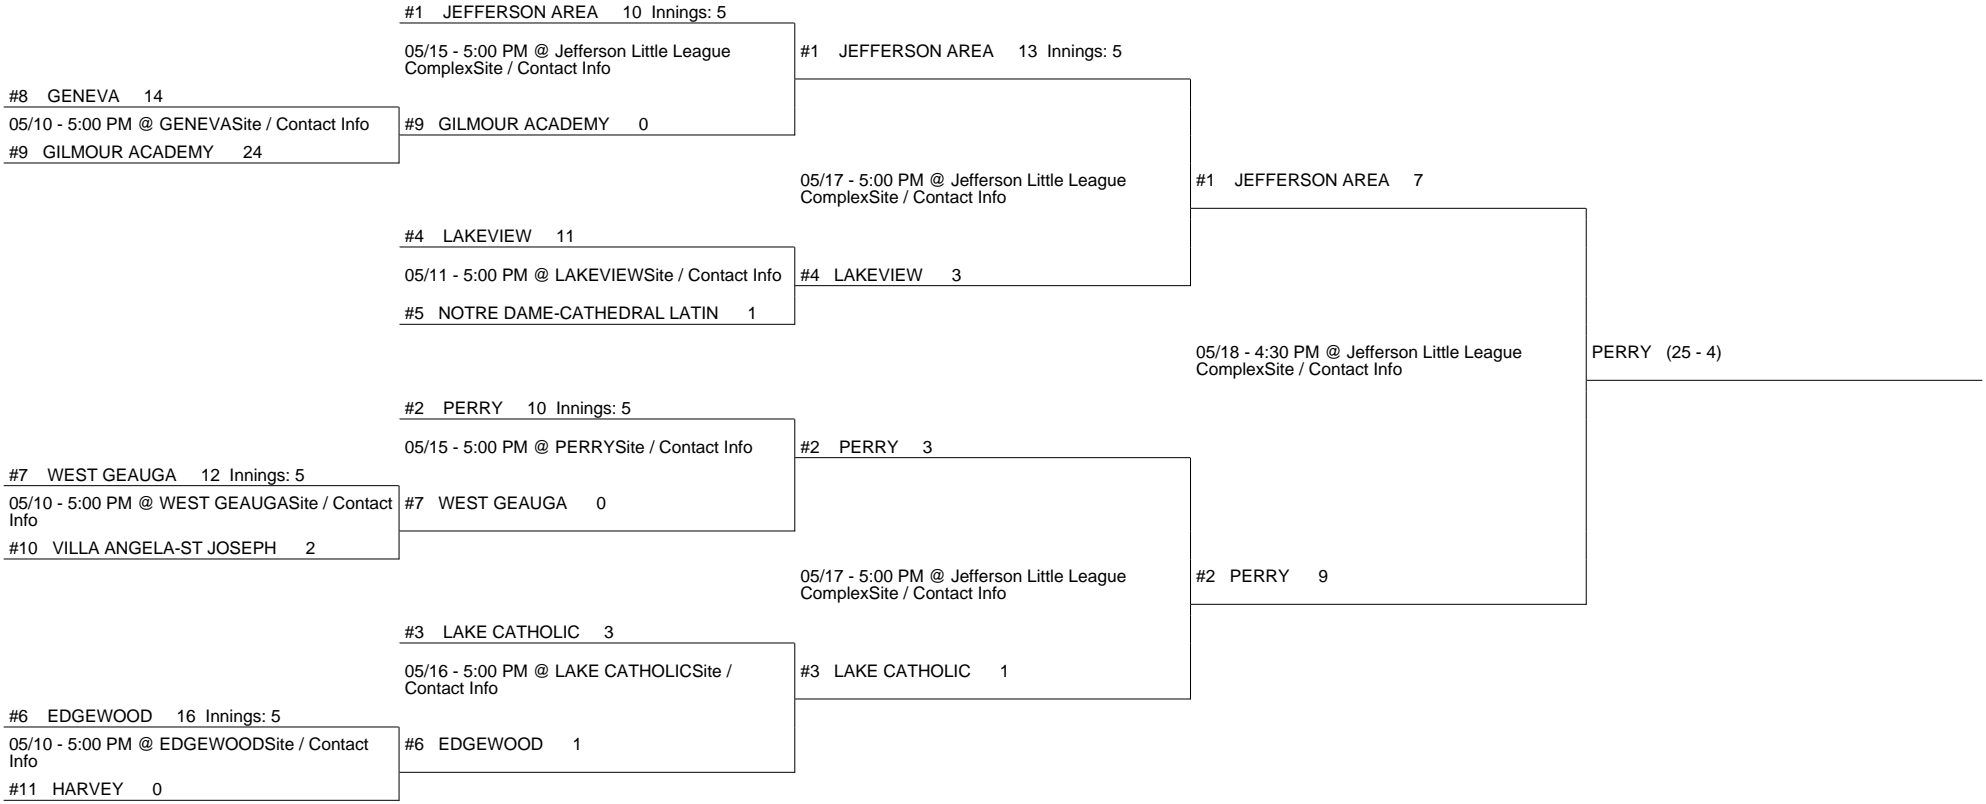 #1 JEFFERSON AREA 10 Innings: 5
05/15 - 5:00 PM @ Jefferson Little League
ComplexSite / Contact Info
#1 JEFFERSON AREA 13 Innings: 5
#8 GENEVA 14
05/10 - 5:00 PM @ GENEVASite / Contact Info
#9 GILMOUR ACADEMY 0
#9 GILMOUR ACADEMY 24
05/17 - 5:00 PM @ Jefferson Little League
ComplexSite / Contact Info
#1 JEFFERSON AREA 7
#4 LAKEVIEW 11
05/11 - 5:00 PM @ LAKEVIEWSite / Contact Info
#4 LAKEVIEW 3
#5 NOTRE DAME-CATHEDRAL LATIN 1
05/18 - 4:30 PM @ Jefferson Little League
ComplexSite / Contact Info
PERRY (25 - 4)
#2 PERRY 10 Innings: 5
05/15 - 5:00 PM @ PERRYSite / Contact Info
#2 PERRY 3
#7 WEST GEAUGA 12 Innings: 5
05/10 - 5:00 PM @ WEST GEAUGASite / Contact
Info
#7 WEST GEAUGA 0
#10 VILLA ANGELA-ST JOSEPH 2
05/17 - 5:00 PM @ Jefferson Little League
ComplexSite / Contact Info
#2 PERRY 9
#3 LAKE CATHOLIC 3
05/16 - 5:00 PM @ LAKE CATHOLICSite /
Contact Info
#3 LAKE CATHOLIC 1
#6 EDGEWOOD 16 Innings: 5
05/10 - 5:00 PM @ EDGEWOODSite / Contact
Info
#6 EDGEWOOD 1
#11 HARVEY 0